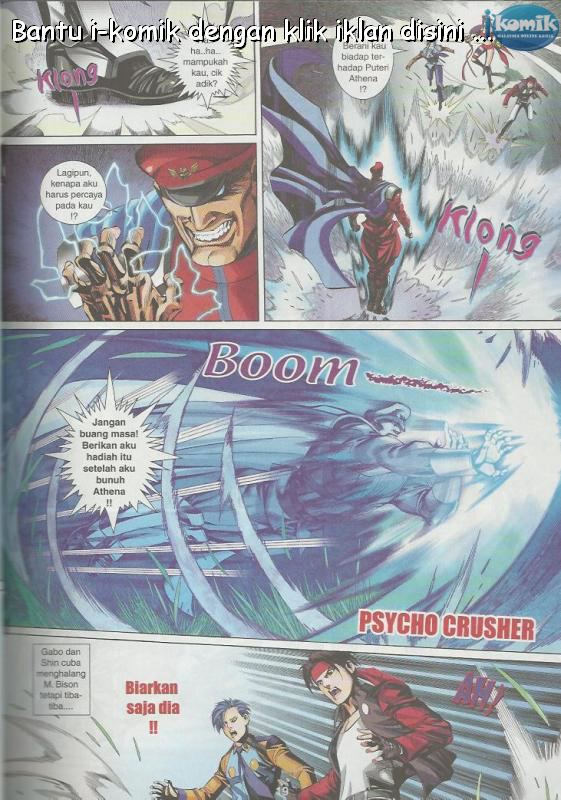 Bantu i-komik dengan klik iklan disini ...
ikomik
ha..ha..
mampukah
kau, cik
adik?
Klong
!
Berani kau
biadap ter-
hadap Puteri
Athena
!?
Klong
!
Lagipun,
kenapa aku
harus percaya
pada kau
!?
BOOM
Jangan
buang masa!
Berikan aku
hadiah itu
setelah aku
bunuh
Athena
!!
PSYCHO CRUSHER
Gabo dan
Shin cuba
menghalang
M. Bison
tetapi tiba-
tiba....
Biarkan
saja dia
!!
AH!
19